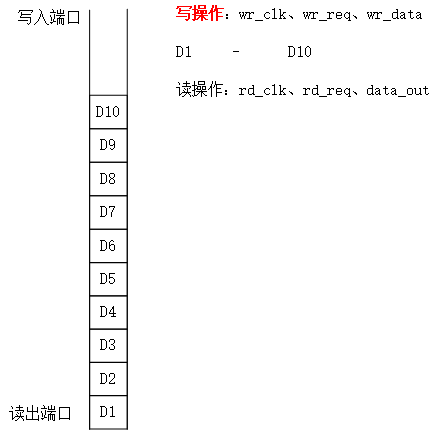 写入端口
写操作：wr_clk、wr_req、wr_data
D1 - D10
读操作：rd_clk、rd_req、data_out
D10
D9
D8
D7
D6
D5
D4
D3
D2
读出端口 D1